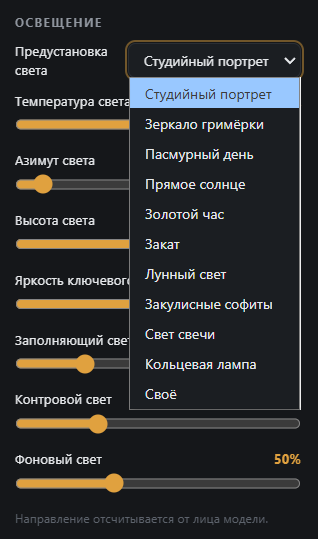 ОСВЕЩЕНИЕ
Предустановка света
Студийный портрет
Студийный портрет
Зеркало гримёрки
Пасмурный день
Прямое солнце
Золотой час
Закат
Лунный свет
Закулисные софиты
Свет свечи
Кольцевая лампа
Своё
Температура света
Азимут света
Высота света
Яркость ключевого
Заполняющий свет
Контровой свет
Фоновый свет
50%
Направление отсчитывается от лица модели.